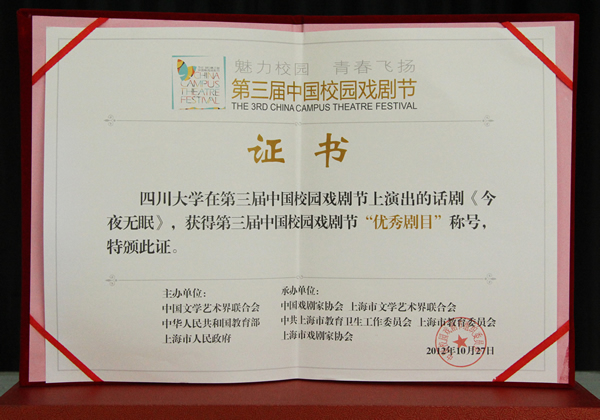 CHINA
CAMPUS
THEATRE
FESTIVAL
魅力校园 青春飞扬
第三届中国校园戏剧节
THE 3RD CHINA CAMPUS THEATRE FESTIVAL
证书
四川大学在第三届中国校园戏剧节上演出的话剧《今
夜无眠》，获得第三届中国校园戏剧节“优秀剧目”称号，
特颁此证。
主办单位：
中国文学艺术界联合会
中华人民共和国教育部
上海市人民政府
承办单位：
中国戏剧家协会 上海市文学艺术界联合会
中共上海市教育卫生工作委员会 上海市教育委员会
上海市戏剧家协会
2012年10月27日